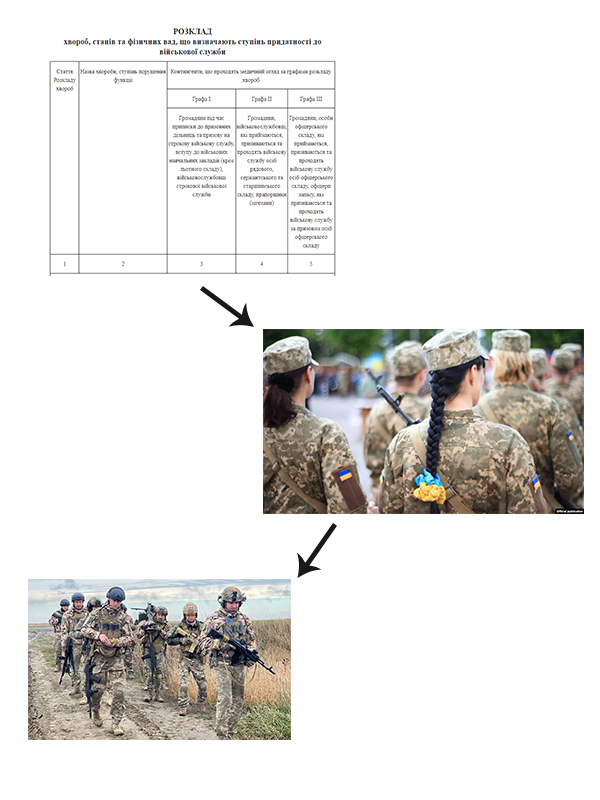 РОЗКЛАД
хвороб, станів та фізичних вад, що визначають ступінь придатності до
військової служби
Стаття
Розкладу
хвороб
Назва хвороби, ступінь порушення
функції
Контингенти, що проходять медичний огляд за графами розкладу
хвороб
Графа I
Графа II
Графа III
Громадяни під час
приписки до призовних
дільниць та призову на
строкову військову службу,
вступу до військових
навчальних закладів (крім
льотного складу),
військовослужбовці
строкової військової
служби
Громадяни,
військовослужбовці,
які приймаються,
призиваються та
проходять військову
службу осіб
рядового,
сержантського та
старшинського
складу, прапорщики
(мічмани)
Громадяни, особи
офіцерського
складу, які
приймаються,
призиваються та
проходять
військову службу
осіб офіцерського
складу, офіцери
запасу, які
призиваються та
проходять
військову службу
за призовом осіб
офіцерського
складу
1
2
3
4
5
Official publication